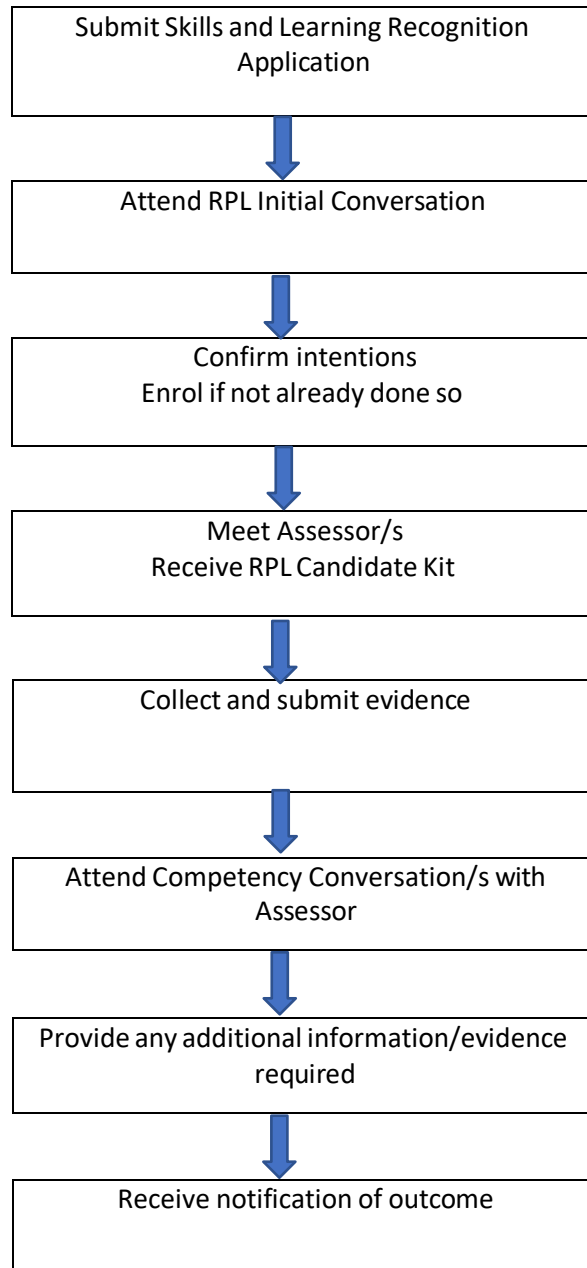 Submit Skills and Learning Recognition
Application
Attend RPL Initial Conversation
Confirm intentions
Enrol if not already done so
Meet Assessor/s
Receive RPL Candidate Kit
Collect and submit evidence
Attend Competency Conversation/s with
Assessor
Provide any additional information/evidence
required
Receive notification of outcome